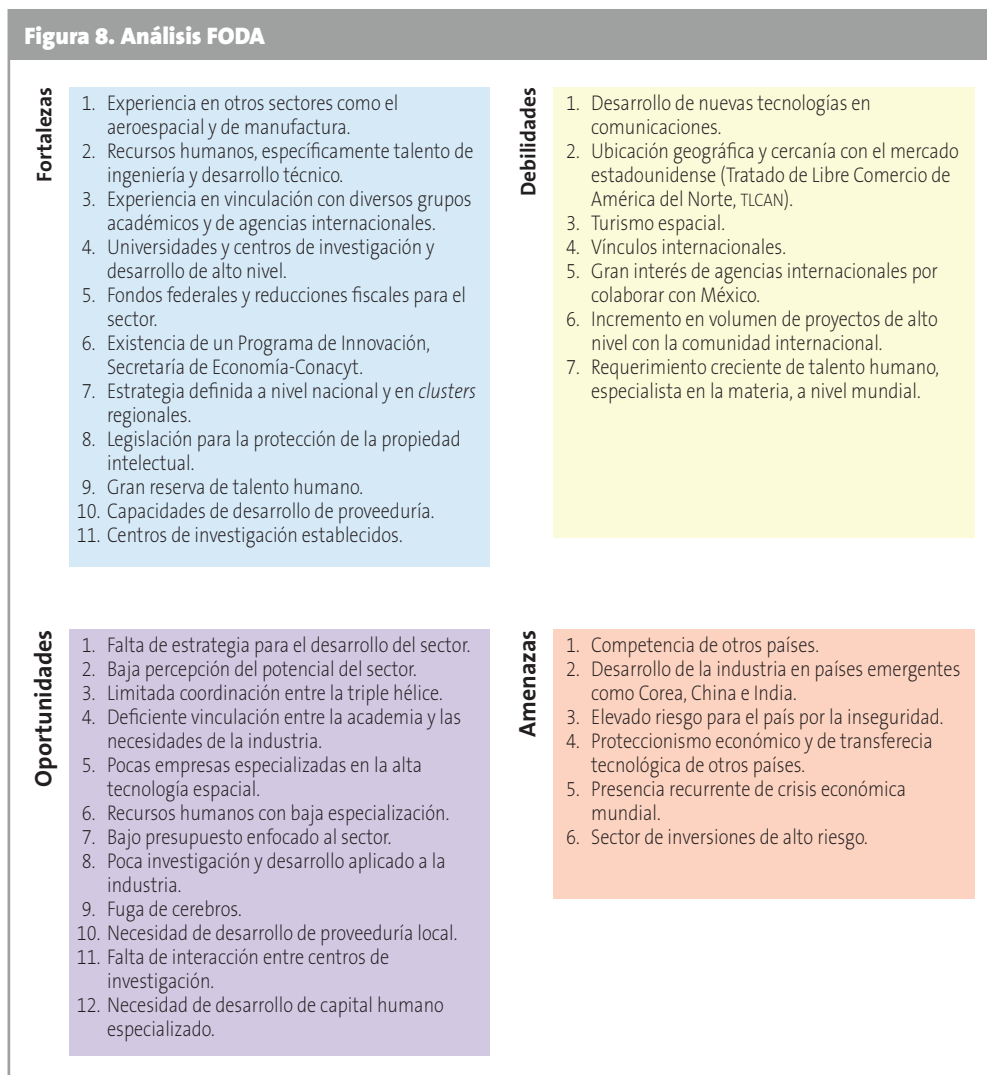 Figura 8. Análisis FODA
Fortalezas
1. Experiencia en otros sectores como el
aeroespacial y de manufactura.
2. Recursos humanos, específicamente talento de
ingeniería y desarrollo técnico.
3. Experiencia en vinculación con diversos grupos
académicos y de agencias internacionales.
4. Universidades y centros de investigación y
desarrollo de alto nivel.
5. Fondos federales y reducciones fiscales para el
sector.
6. Existencia de un Programa de Innovación,
Secretaría de Economía-Conacyt.
7. Estrategia definida a nivel nacional y en clusters
regionales.
8. Legislación para la protección de la propiedad
intelectual.
9. Gran reserva de talento humano.
10. Capacidades de desarrollo de proveeduría.
11. Centros de investigación establecidos.
Debilidades
1. Desarrollo de nuevas tecnologías en
comunicaciones.
2. Ubicación geográfica y cercanía con el mercado
estadounidense (Tratado de Libre Comercio de
América del Norte, TLCAN).
3. Turismo espacial.
4. Vínculos internacionales.
5. Gran interés de agencias internacionales por
colaborar con México.
6. Incremento en volumen de proyectos de alto
nivel con la comunidad internacional.
7. Requerimiento creciente de talento humano,
especialista en la materia, a nivel mundial.
Oportunidades
1. Falta de estrategia para el desarrollo del sector.
2. Baja percepción del potencial del sector.
3. Limitada coordinación entre la triple hélice.
4. Deficiente vinculación entre la academia y las
necesidades de la industria.
5. Pocas empresas especializadas en la alta
tecnología espacial.
6. Recursos humanos con baja especialización.
7. Bajo presupuesto enfocado al sector.
8. Poca investigación y desarrollo aplicado a la
industria.
9. Fuga de cerebros.
10. Necesidad de desarrollo de proveeduría local.
11. Falta de interacción entre centros de
investigación.
12. Necesidad de desarrollo de capital humano
especializado.
Amenazas
1. Competencia de otros países.
2. Desarrollo de la industria en países emergentes
como Corea, China e India.
3. Elevado riesgo para el país por la inseguridad.
4. Proteccionismo económico y de transferecia
tecnológica de otros países.
5. Presencia recurrente de crisis económica
mundial.
6. Sector de inversiones de alto riesgo.